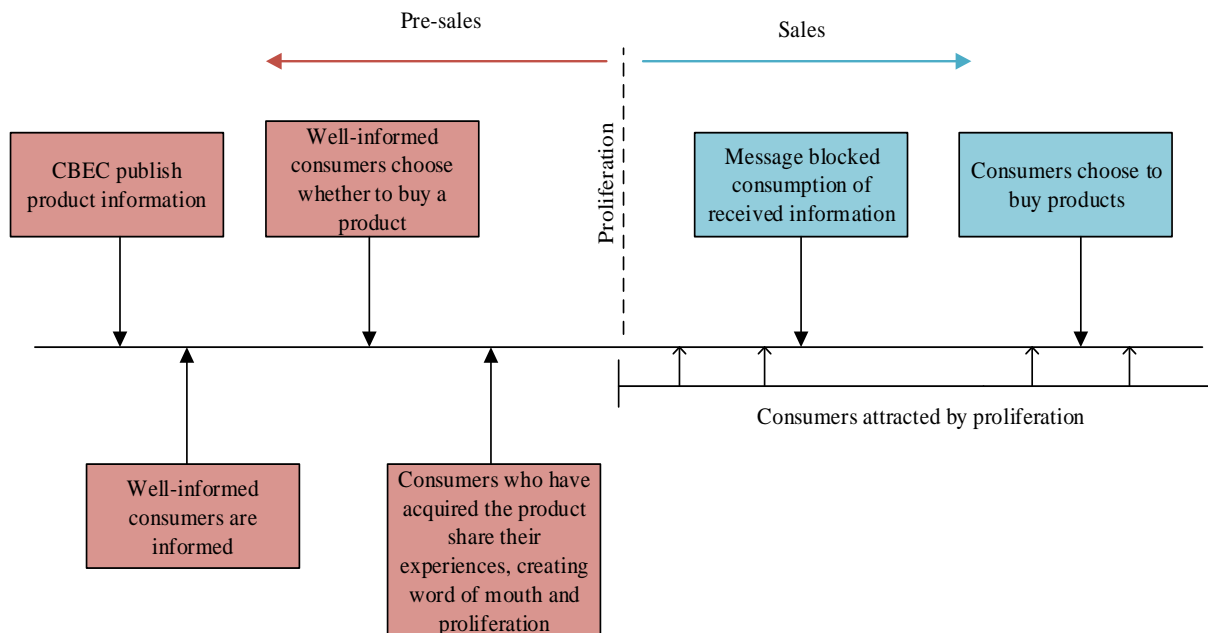 Pre-sales
Sales
Proliferation
CBEC publish
product information
Well-informed
consumers choose
whether to buy a
product
Message blocked
consumption of
received information
Consumers choose to
buy products
Consumers attracted by proliferation
Well-informed
consumers are
informed
Consumers who have
acquired the product
share their
experiences, creating
word of mouth and
proliferation